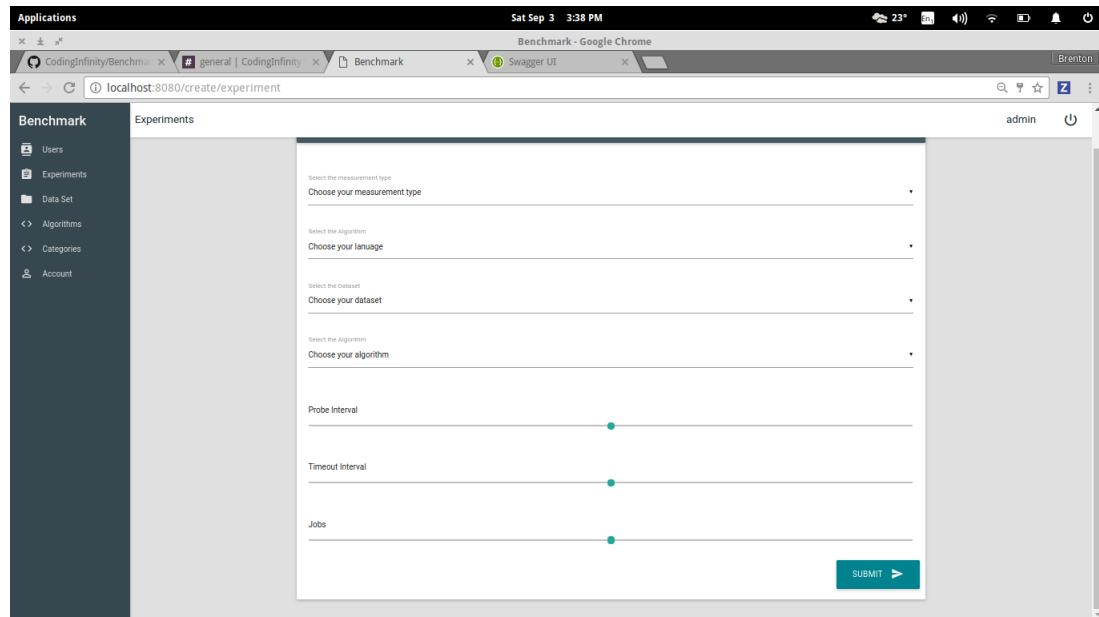 Applications
Sat Sep 3 3:38 PM
23°
En1
Benchmark - Google Chrome
CodingInfinity/Benchma
general | CodingInfinity
Benchmark
Swagger UI
Brenton
localhost:8080/create/experiment
Z
Benchmark
Experiments
admin
Users
Experiments
Data Set
Algorithms
Categories
Account
Select the measurement type
Choose your measurement type
Select the Algorithm
Choose your lanuage
Select the Dataset
Choose your dataset
Select the Algorithm
Choose your algorithm
Probe Interval
Timeout Interval
Jobs
SUBMIT